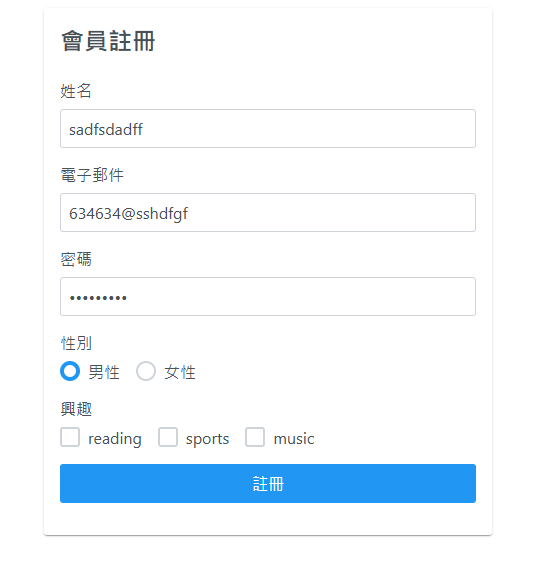 會員註冊
姓名
sadfsdadff
電子郵件
634634@sshdfgf
密碼
•••••••••
性別
男性 女性
興趣
reading sports music
註冊